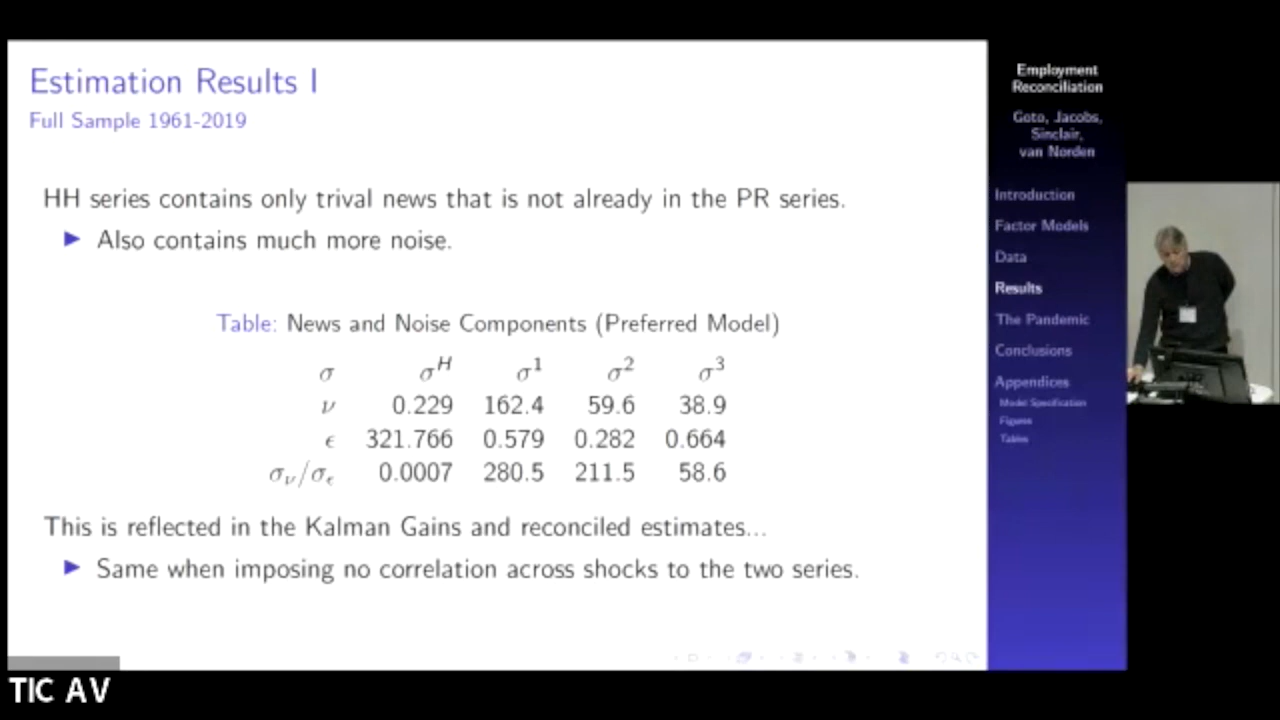 Estimation Results I
Full Sample 1961-2019
HH series contains only trival news that is not already in the PR series.
▶ Also contains much more noise.
Table: News and Noise Components (Preferred Model)
σ σ^H σ^1 σ^2 σ^3
ν 0.229 162.4 59.6 38.9
ϵ 321.766 0.579 0.282 0.664
σ_ν/σ_ϵ 0.0007 280.5 211.5 58.6
This is reflected in the Kalman Gains and reconciled estimates...
▶ Same when imposing no correlation across shocks to the two series.
Employment
Reconciliation
Goto, Jacobs,
Sinclair,
van Norden
Introduction
Factor Models
Data
Results
The Pandemic
Conclusions
Appendices
Model Specification
Figures
Tables
TIC AV